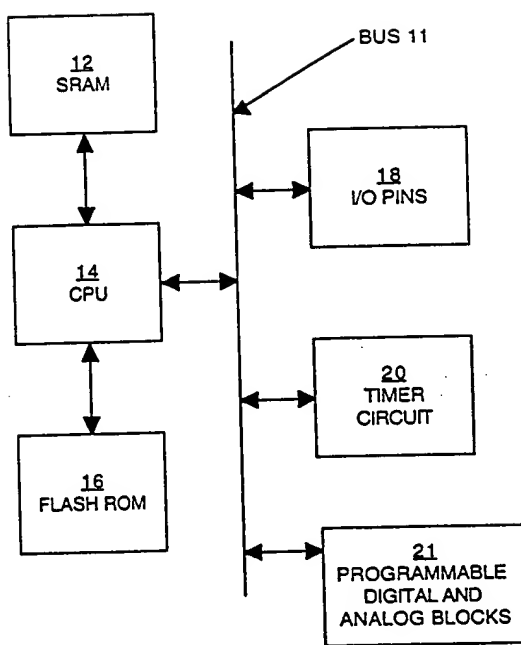 12
SRAM
BUS 11
18
I/O PINS
14
CPU
20
TIMER
CIRCUIT
16
FLASH ROM
21
PROGRAMMABLE
DIGITAL AND
ANALOG BLOCKS